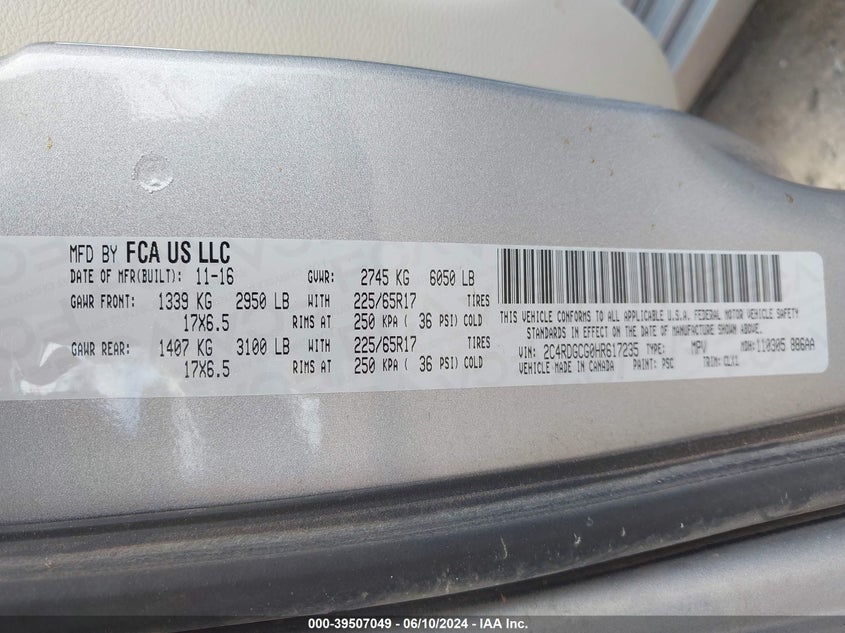 MFD BY FCA US LLC
DATE OF MFR(BUILT): 11-16 GVWR: 2745 KG 6050 LB
GAWR FRONT: 1339 KG 2950 LB WITH 225/65R17 TIRES
17X6.5 RIMS AT 250 KPA ( 36 PSI) COLD
GAWR REAR: 1407 KG 3100 LB WITH 225/65R17 TIRES
17X6.5 RIMS AT 250 KPA ( 36 PSI) COLD
THIS VEHICLE CONFORMS TO ALL APPLICABLE U.S.A. FEDERAL MOTOR VEHICLE SAFETY
STANDARDS IN EFFECT ON THE DATE OF MANUFACTURE SHOWN ABOVE.
VIN: 2C4RDGCG0HR617235 TYPE: MPV MDH: 110305 886AA
VEHICLE MADE IN CANADA PAINT: PSC TRIM: CLV1
000-39507049 - 06/10/2024 - IAA Inc.